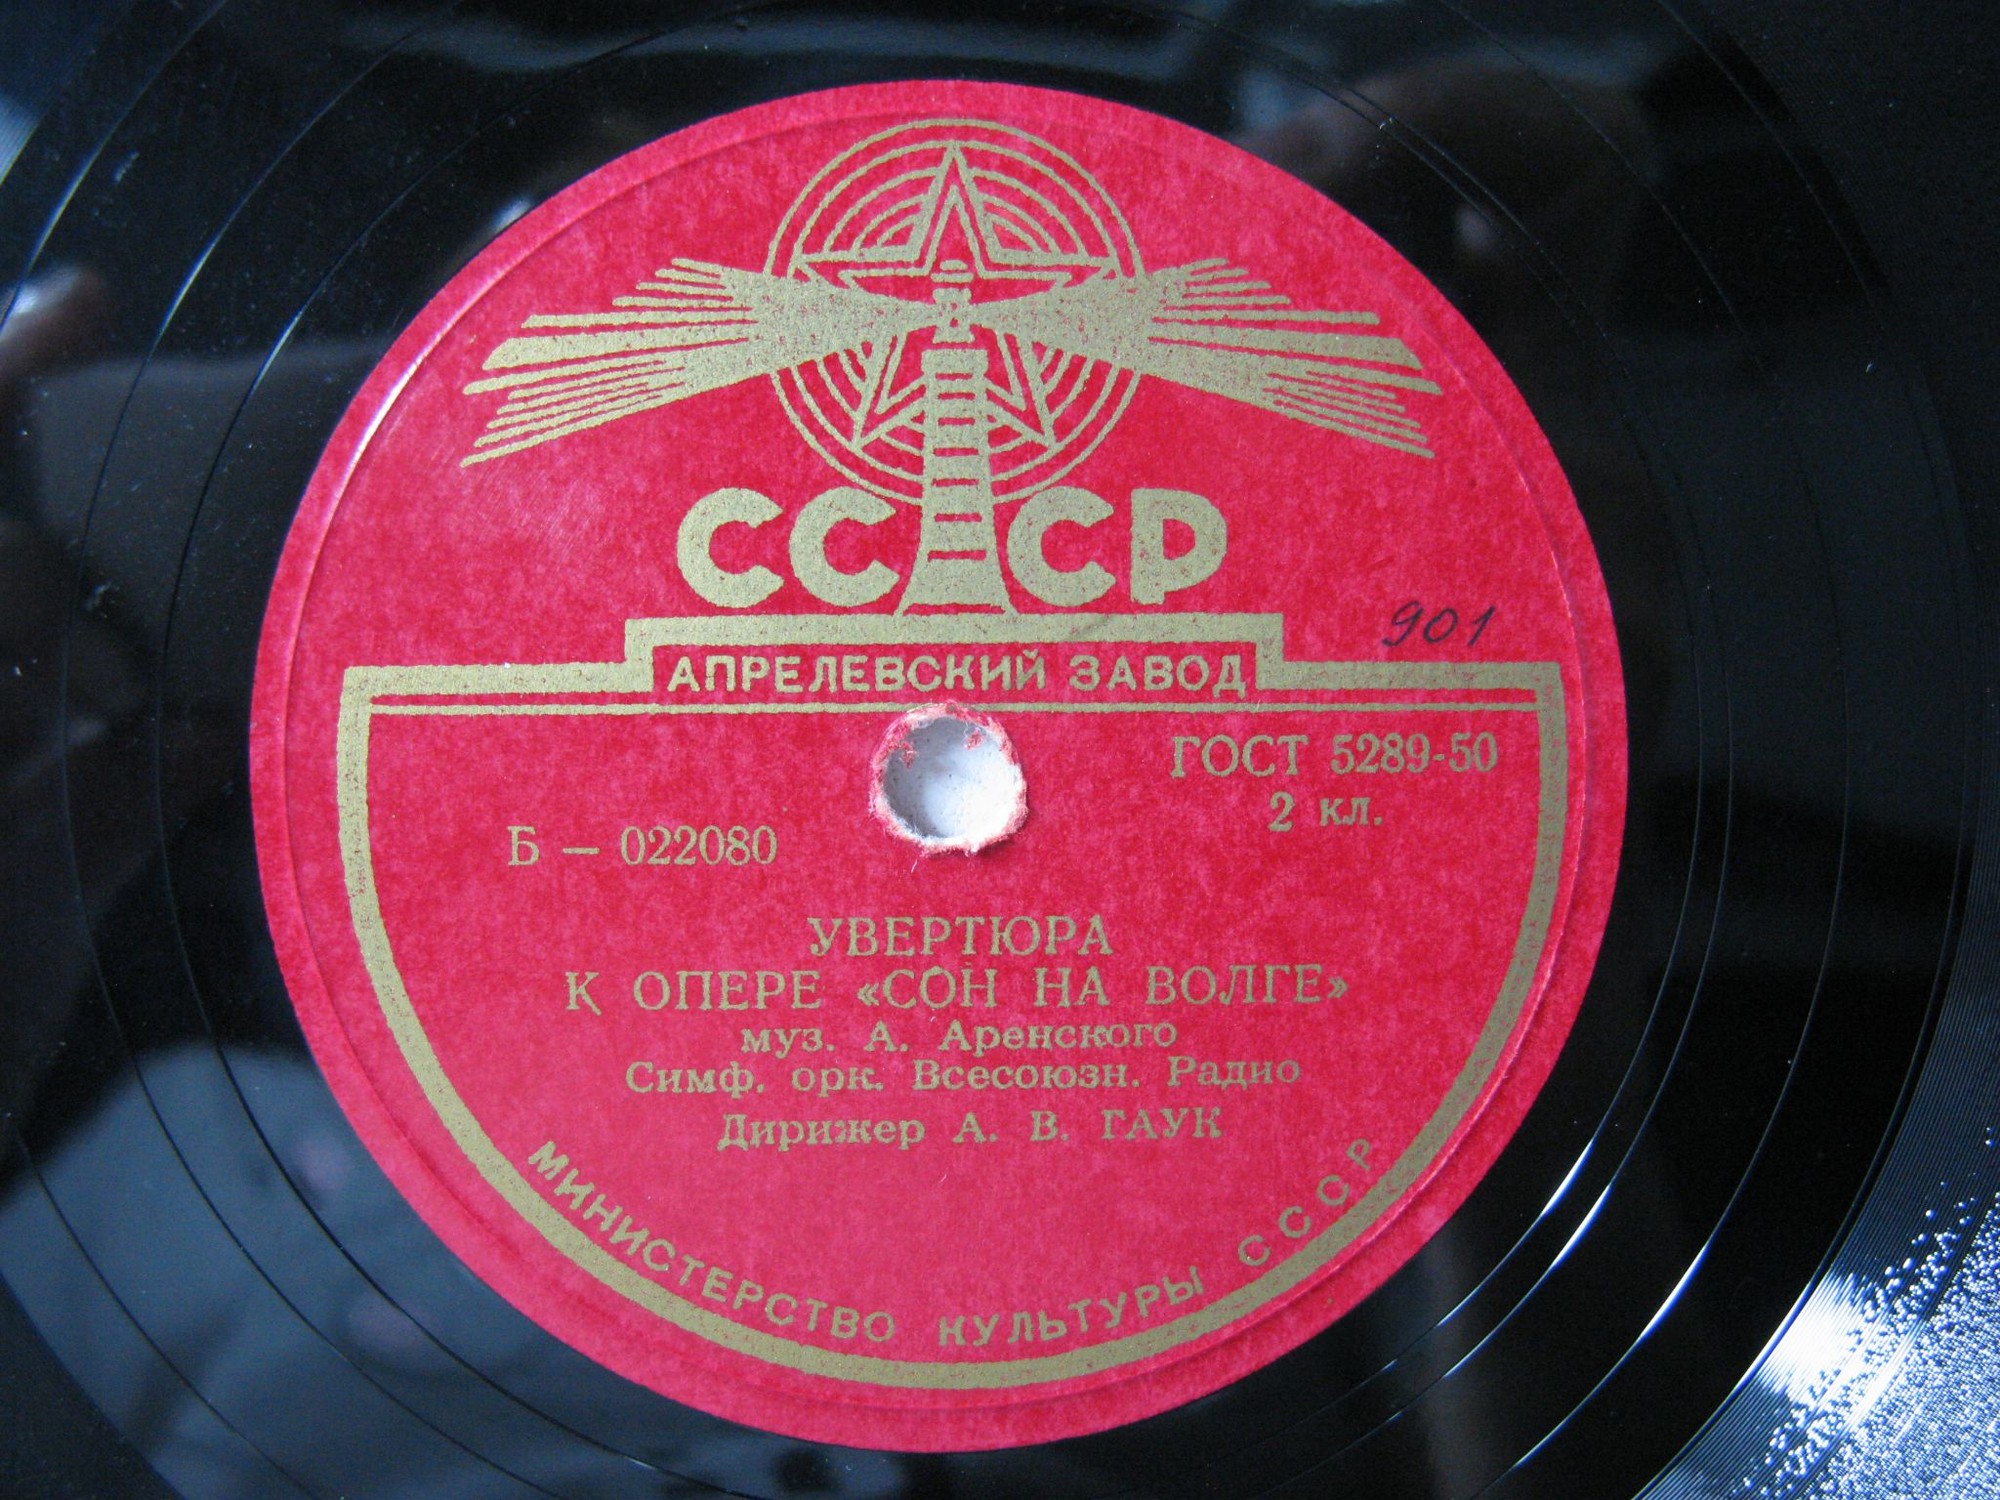 СССР
901
АПРЕЛЕВСКИЙ ЗАВОД
ГОСТ 5289-50
2 кл.
Б — 022080
УВЕРТЮРА
К ОПЕРЕ «СОН НА ВОЛГЕ»
муз. А. Аренского
Симф. орк. Всесоюзн. Радио
Дирижер А. В. ГАУК
МИНИСТЕРСТВО КУЛЬТУРЫ СССР